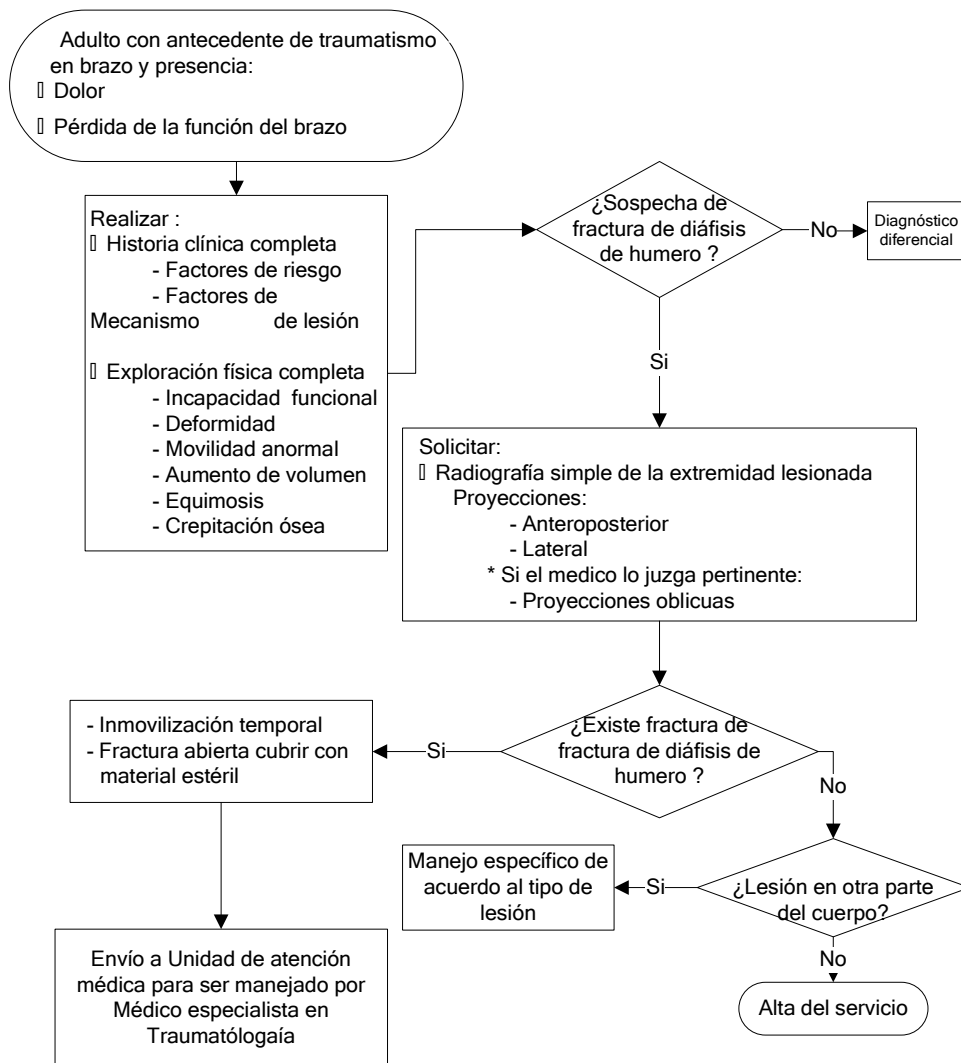 Adulto con antecedente de traumatismo
en brazo y presencia:
▯ Dolor
▯ Pérdida de la función del brazo
Realizar :
▯ Historia clínica completa
- Factores de riesgo
- Factores de
Mecanismo de lesión
▯ Exploración física completa
- Incapacidad funcional
- Deformidad
- Movilidad anormal
- Aumento de volumen
- Equimosis
- Crepitación ósea
¿Sospecha de
fractura de diáfisis
de humero ?
No
Diagnóstico
diferencial
Si
Solicitar:
▯ Radiografía simple de la extremidad lesionada
Proyecciones:
- Anteroposterior
- Lateral
* Si el medico lo juzga pertinente:
- Proyecciones oblicuas
¿Existe fractura de
fractura de diáfisis de
humero ?
Si
- Inmovilización temporal
- Fractura abierta cubrir con
material estéril
No
¿Lesión en otra parte
del cuerpo?
Si
Manejo específico de
acuerdo al tipo de
lesión
No
Alta del servicio
Envío a Unidad de atención
médica para ser manejado por
Médico especialista en
Traumatólogaía